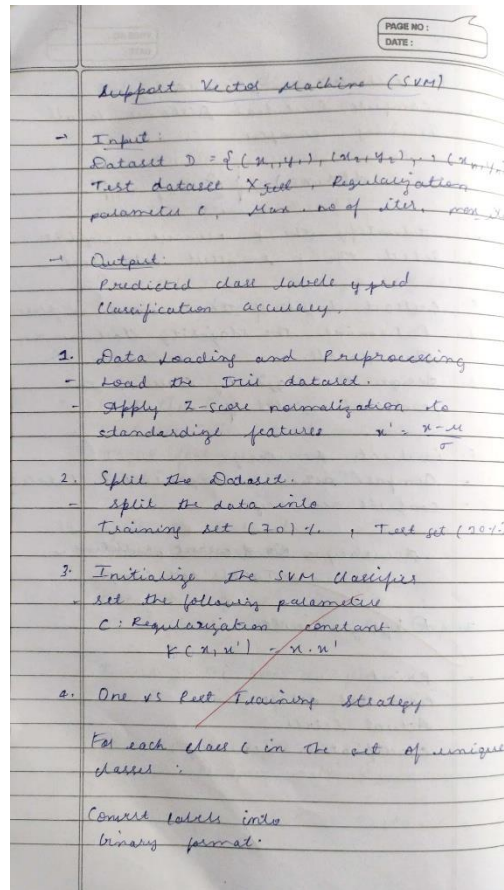 PAGE NO :
DATE :
Support Vector Machine (SVM)
→ Input :
Dataset D = {(x₁,y₁), (x₂,y₂), ., (xₙ,yₙ
Test dataset X test, Regularization
parameter C, Max. no of iter, max
→ Output:
Predicted class labels y pred
Classification accuracy.
1. Data Loading and Preprocessing
- Load the Iris dataset.
- Apply Z-score normalization to
standardize features x' = x-μ/σ
2. Split the Dataset.
- split the data into
Training set (70)%, Test set (30%
3. Initialize the SVM Classifier
- set the following parameters
C : Regularization constant
K(x,x') = x.x'
4. One vs Rest Training strategy
For each class C in the set of unique
classes :
Convert labels into
binary format.